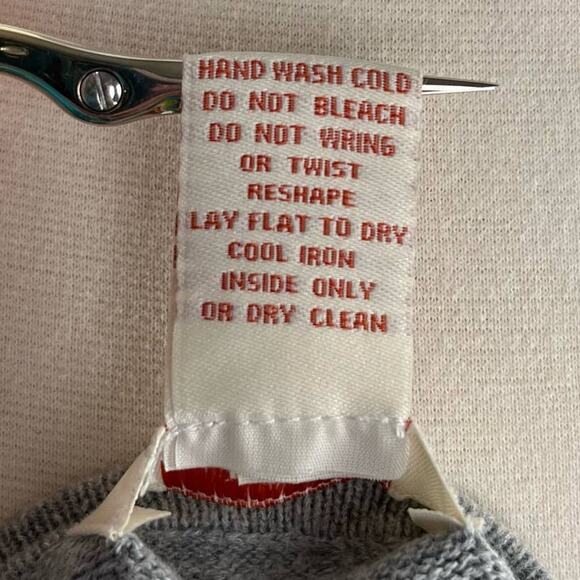 HAND WASH COLD
DO NOT BLEACH
DO NOT WRING
OR TWIST
RESHAPE
LAY FLAT TO DRY
COOL IRON
INSIDE ONLY
OR DRY CLEAN